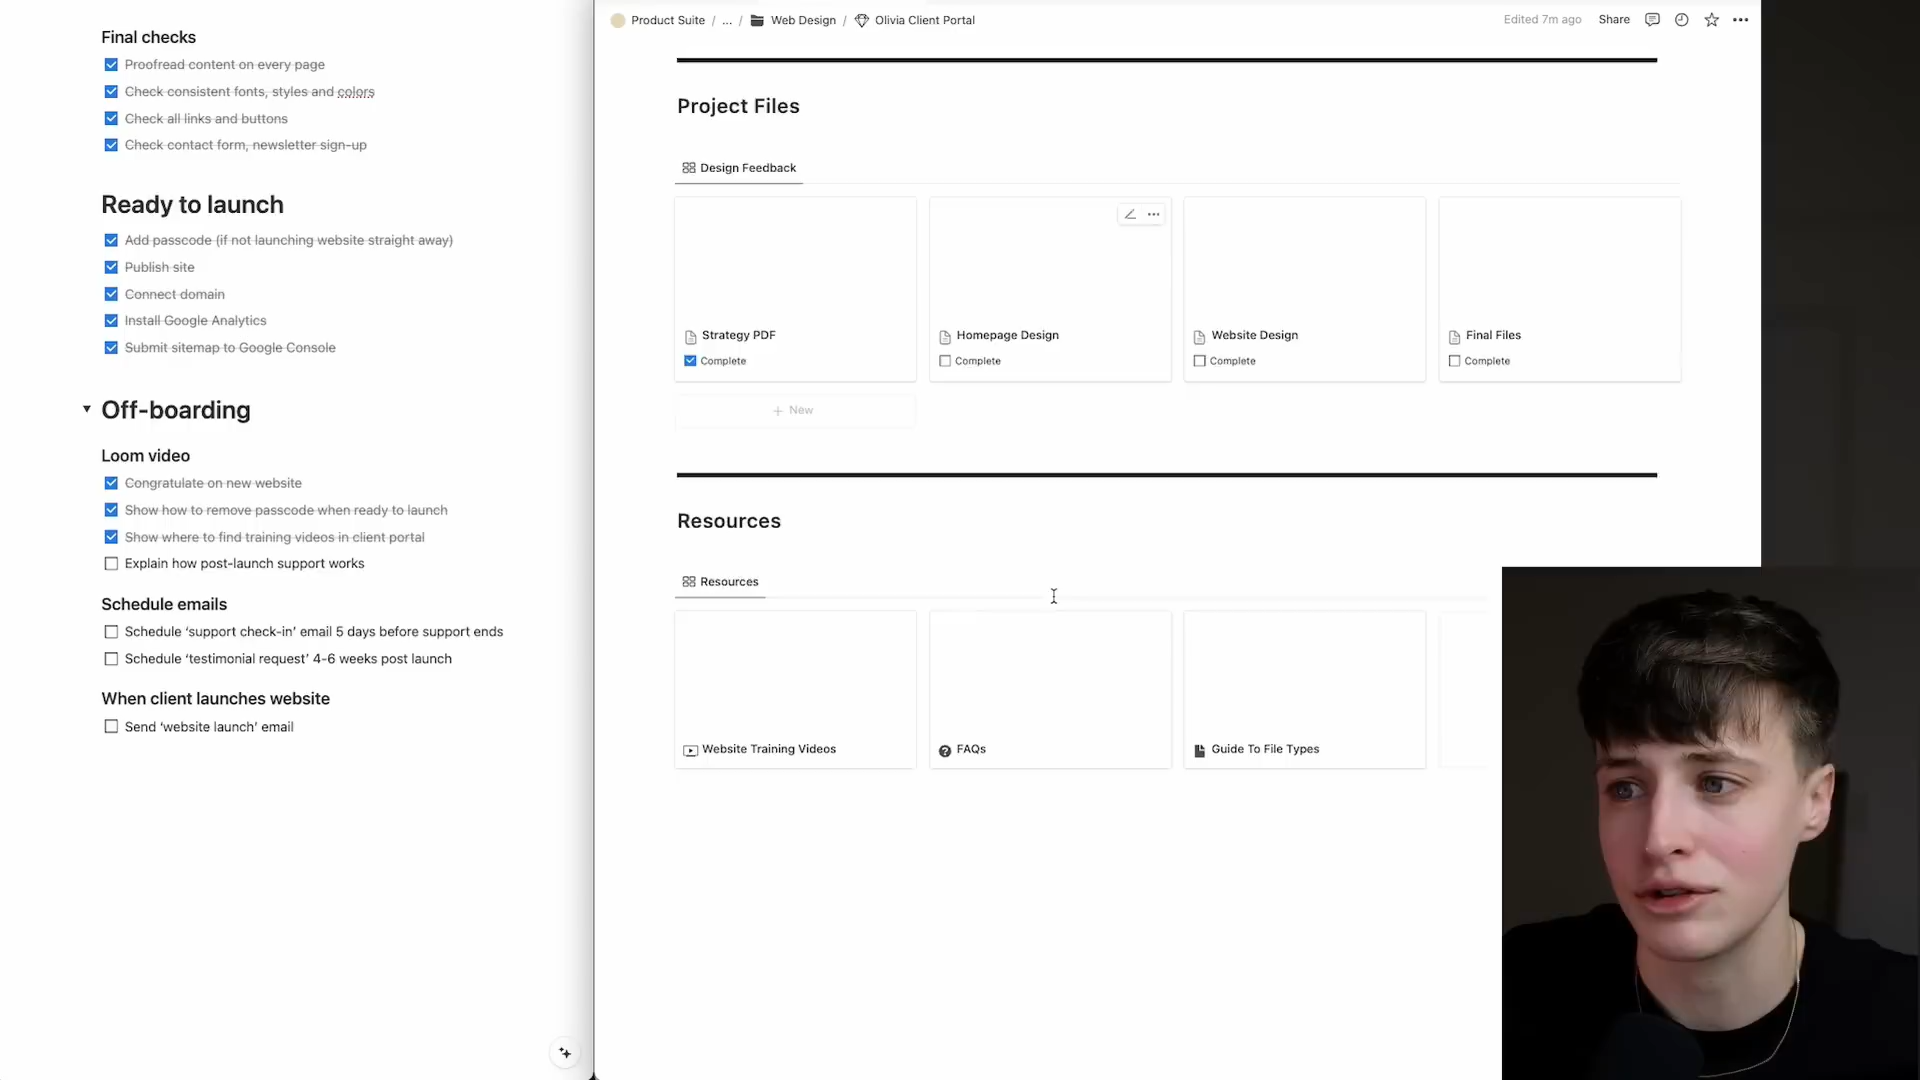 Final checks
Proofread content on every page
Check consistent fonts, styles and colors
Check all links and buttons
Check contact form, newsletter sign-up
Ready to launch
Add passcode (if not launching website straight away)
Publish site
Connect domain
Install Google Analytics
Submit sitemap to Google Console
Off-boarding
Loom video
Congratulate on new website
Show how to remove passcode when ready to launch
Show where to find training videos in client portal
Explain how post-launch support works
Schedule emails
Schedule ‘support check-in’ email 5 days before support ends
Schedule ‘testimonial request’ 4-6 weeks post launch
When client launches website
Send ‘website launch’ email
Product Suite / ... / Web Design / Olivia Client Portal
Edited 7m ago Share
Project Files
Design Feedback
Strategy PDF
Complete
Homepage Design
Complete
Website Design
Complete
Final Files
Complete
+ New
Resources
Resources
Website Training Videos
FAQs
Guide To File Types